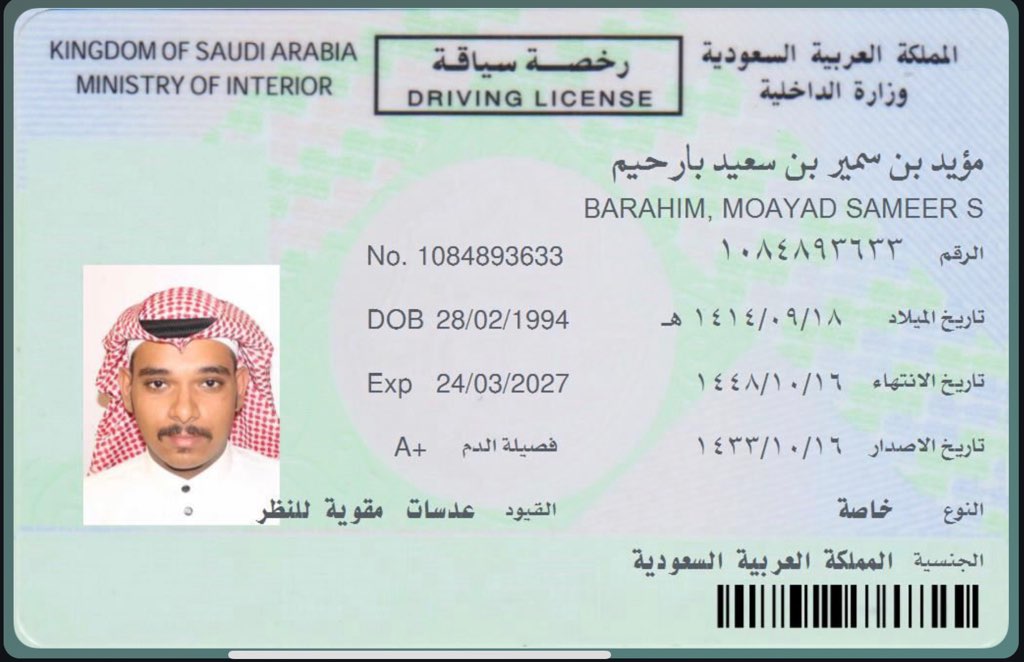 KINGDOM OF SAUDI ARABIA
MINISTRY OF INTERIOR
رخصة سياقة
DRIVING LICENSE
المملكة العربية السعودية
وزارة الداخلية
مؤيد بن سمير بن سعيد بارحيم
BARAHIM, MOAYAD SAMEER S
No. 1084893633
الرقم ١٠٨٤٨٩٣٦٣٣
DOB 28/02/1994
تاريخ الميلاد ١٤١٤/٠٩/١٨ هـ
Exp 24/03/2027
تاريخ الانتهاء ١٤٤٨/١٠/١٦
تاريخ الاصدار ١٤٣٣/١٠/١٦
فصيلة الدم A+
النوع خاصة
القيود عدسات مقوية للنظر
الجنسية المملكة العربية السعودية